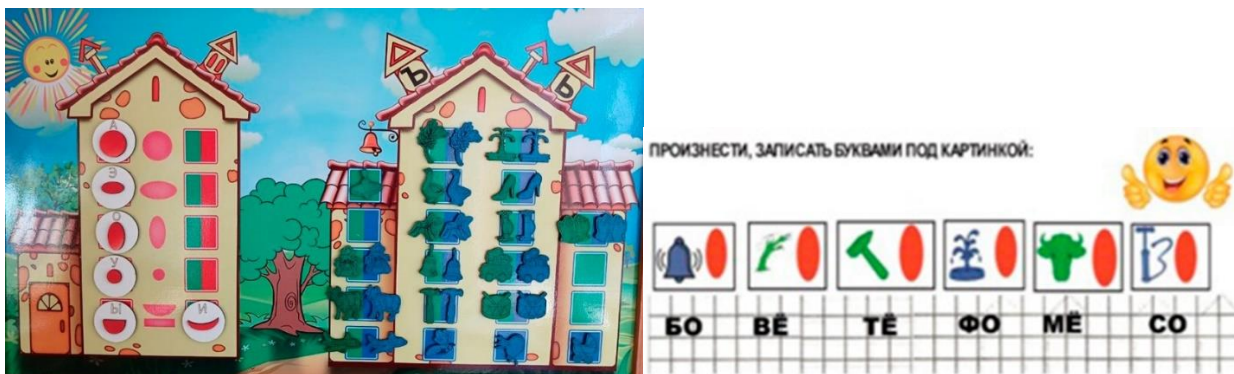 Ъ
Ь
А
Э
О
У
Ы И
ПРОИЗНЕСТИ, ЗАПИСАТЬ БУКВАМИ ПОД КАРТИНКОЙ:
БО ВЁ ТЁ ФО МЁ СО